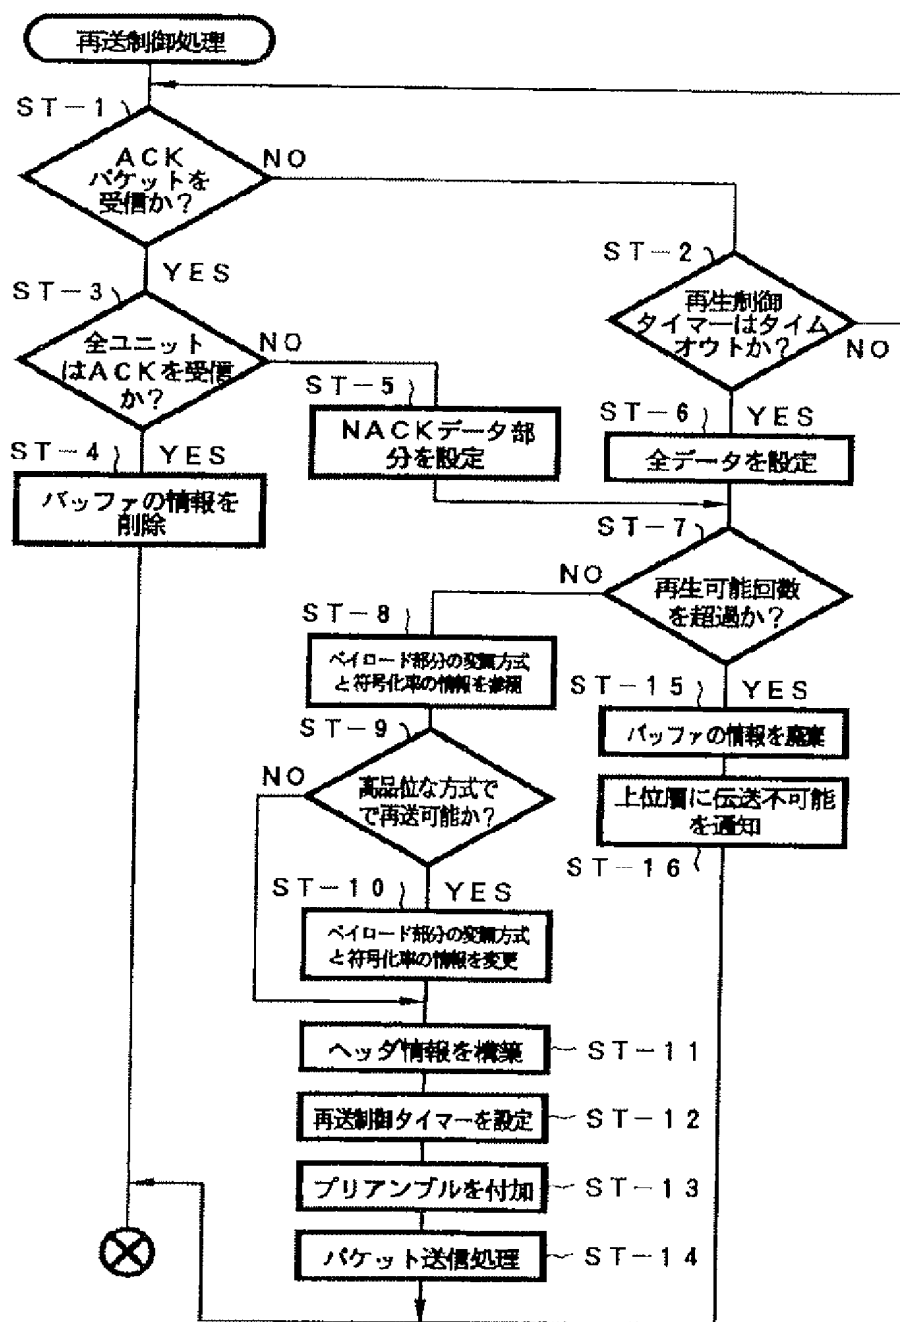 再送制御処理
ST-1
ACK
パケットを
受信か?
NO
YES
ST-2
再生制御
タイマーはタイム
オウトか?
NO
YES
ST-3
全ユニット
はACKを受信
か?
NO
YES
ST-4
バッファの情報を
削除
ST-5
NACKデータ部
分を設定
ST-6
全データを設定
ST-7
再生可能回数
を超過か?
NO
YES
ST-8
ペイロード部分の変調方式
と符号化率の情報を参照
ST-9
高品位な方式で
で再送可能か?
NO
YES
ST-10
ペイロード部分の変調方式
と符号化率の情報を変更
ヘッダ情報を構築
ST-11
再送制御タイマーを設定
ST-12
プリアンブルを付加
ST-13
パケット送信処理
ST-14
ST-15
バッファの情報を廃棄
上位層に伝送不可能
を通知
ST-16